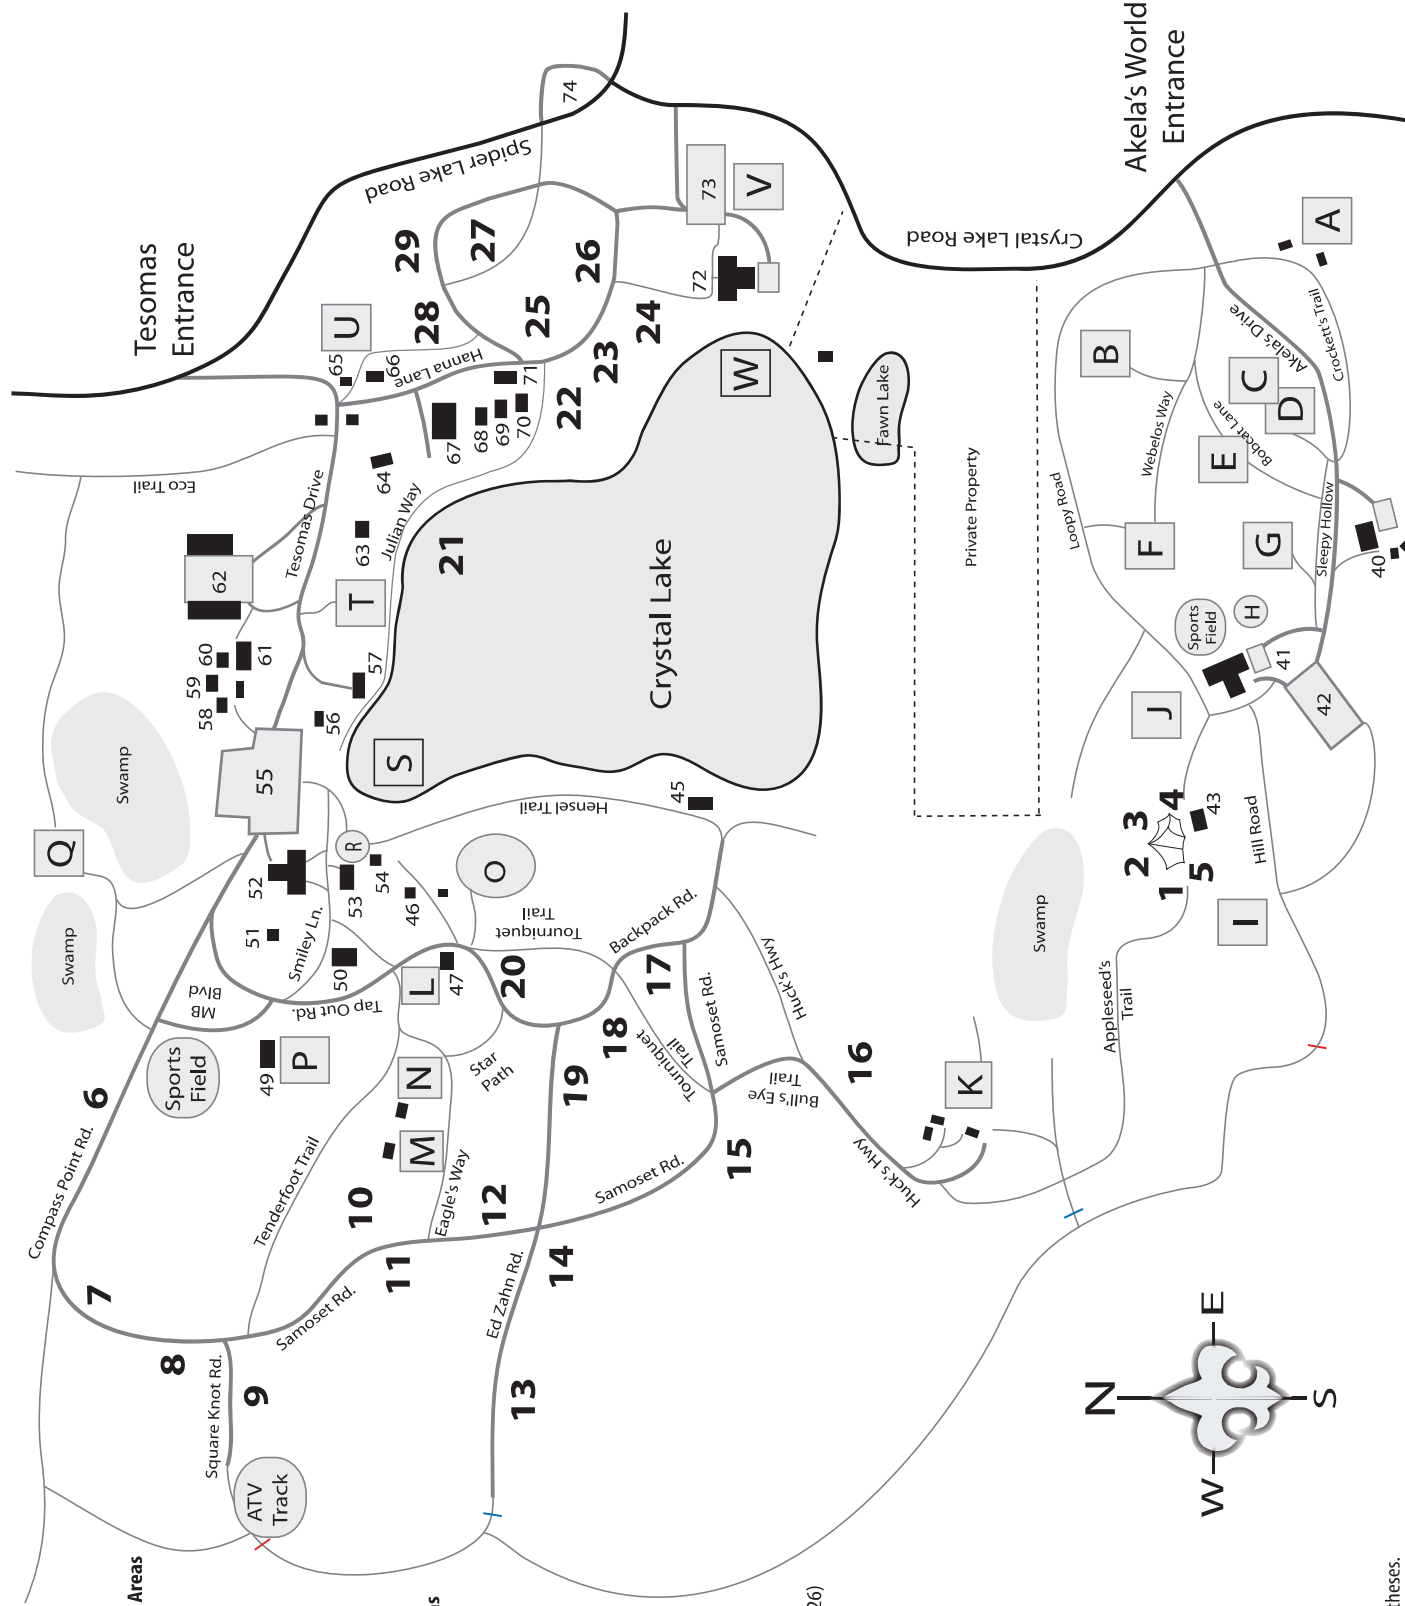 Tesomas
Entrance
Spider Lake Road
74
29
27
28
26
25
24
23
22
U
65
66
Hanna Lane
67
68
69
70
71
72
73
V
W
Akela's World
Entrance
Crystal Lake Road
A
Crockett's Trail
Akela's Drive
B
C
D
E
Bobcat Lane
Webelos Way
Loopy Road
F
G
H
Sleepy Hollow
40
41
42
Sports
Field
J
Private Property
Fawn Lake
Crystal Lake
21
Eco Trail
Tesomas Drive
62
64
63
Julian Way
T
60
59
58
61
57
56
55
S
Swamp
Q
Swamp
52
R
53
54
51
Smiley Ln.
50
46
O
Hensel Trail
45
Tourniquet
Trail
MB
Blvd
Tap Out Rd.
L
47
20
Backpack Rd.
17
Samoset Rd.
Huck's Hwy
18
Tourniquet
Trail
Sports
Field
49
P
N
M
Star
Path
19
6
Compass Point Rd.
Tenderfoot Trail
10
Eagle's Way
12
11
Samoset Rd.
7
8
Square Knot Rd.
9
ATV
Track
Samoset Rd.
14
Ed Zahn Rd.
13
15
Bull's Eye
Trail
16
Huck's Hwy
K
Swamp
2
3
4
1
5
43
Hill Road
I
Appleseed's
Trail
N
E
S
W
Areas
26)
theses.